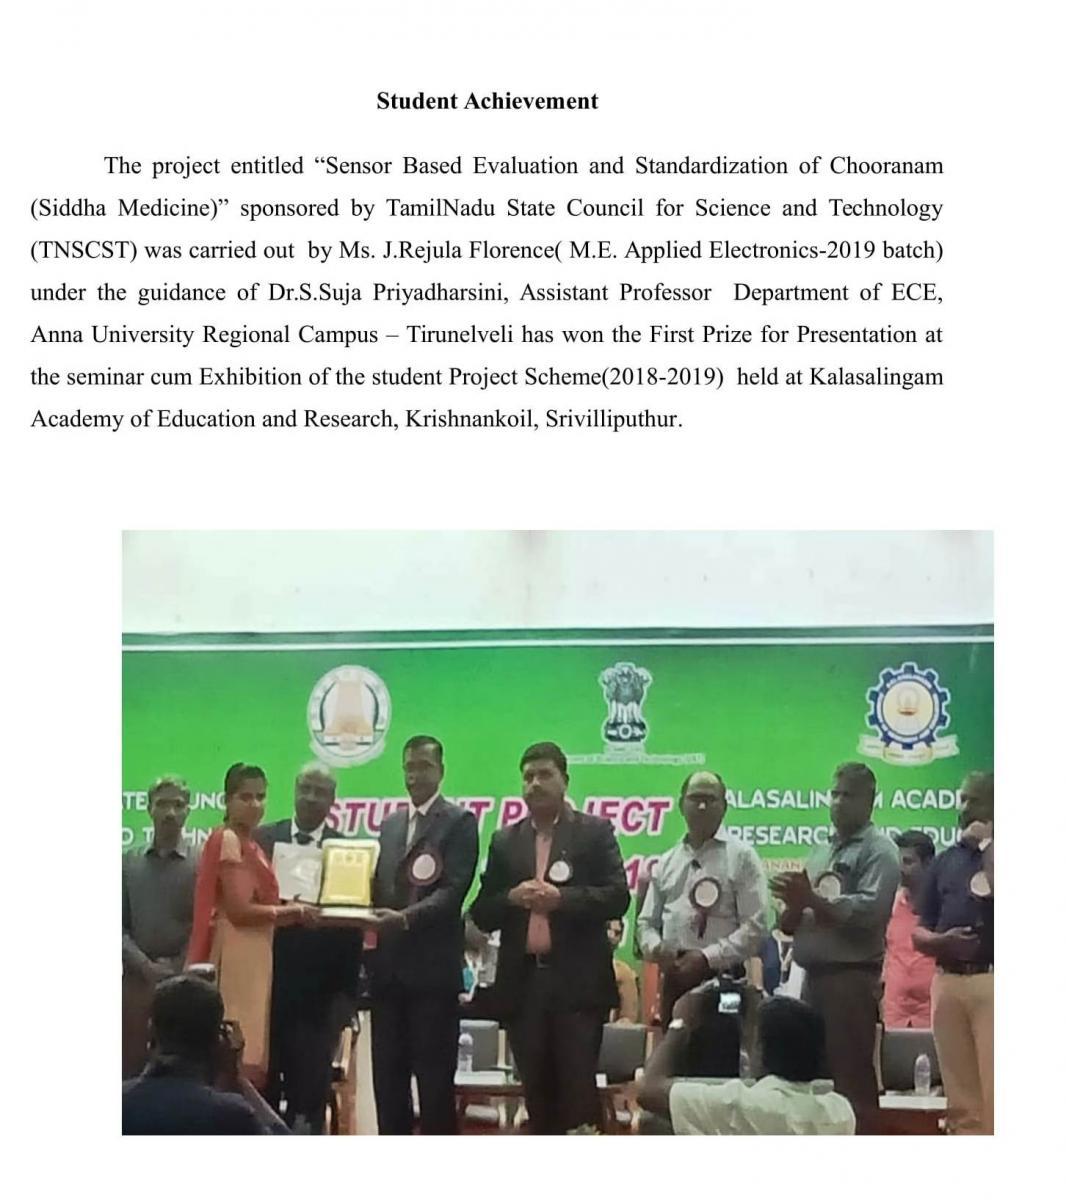 Student Achievement
The project entitled “Sensor Based Evaluation and Standardization of Chooranam
(Siddha Medicine)” sponsored by TamilNadu State Council for Science and Technology
(TNSCST) was carried out by Ms. J.Rejula Florence( M.E. Applied Electronics-2019 batch)
under the guidance of Dr.S.Suja Priyadharsini, Assistant Professor Department of ECE,
Anna University Regional Campus – Tirunelveli has won the First Prize for Presentation at
the seminar cum Exhibition of the student Project Scheme(2018-2019) held at Kalasalingam
Academy of Education and Research, Krishnankoil, Srivilliputhur.
ALASALIN ACAD
RESEARC EDU